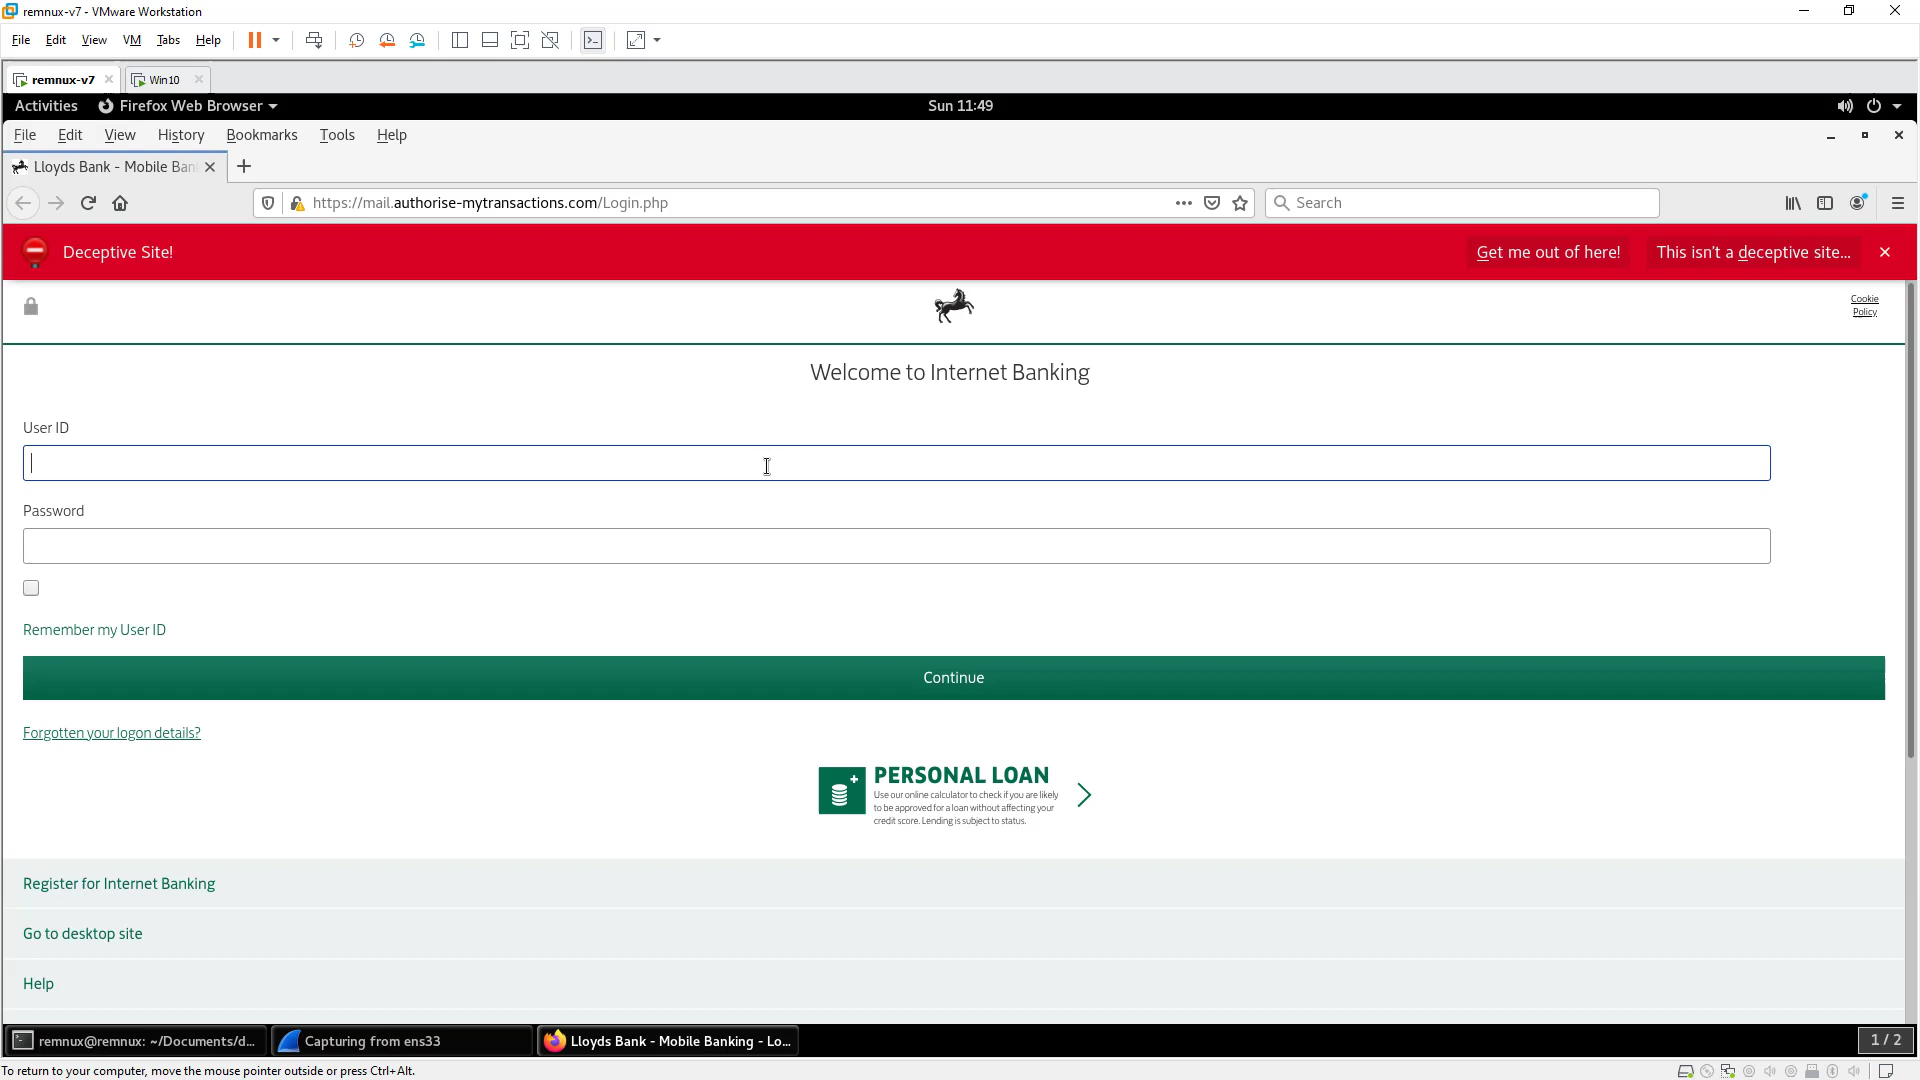 remnux-v7 - VMware Workstation
File Edit View VM Tabs Help
remnux-v7 Win10
Activities Firefox Web Browser Sun 11:49
File Edit View History Bookmarks Tools Help
Lloyds Bank - Mobile Ban
https://mail.authorise-mytransactions.com/Login.php ••• Search
Deceptive Site! Get me out of here! This isn't a deceptive site...
Cookie
Policy
Welcome to Internet Banking
User ID
Password
Remember my User ID
Continue
Forgotten your logon details?
PERSONAL LOAN
Use our online calculator to check if you are likely
to be approved for a loan without affecting your
credit score. Lending is subject to status.
Register for Internet Banking
Go to desktop site
Help
remnux@remnux: ~/Documents/d... Capturing from ens33 Lloyds Bank - Mobile Banking - Lo... 1 / 2
To return to your computer, move the mouse pointer outside or press Ctrl+Alt.